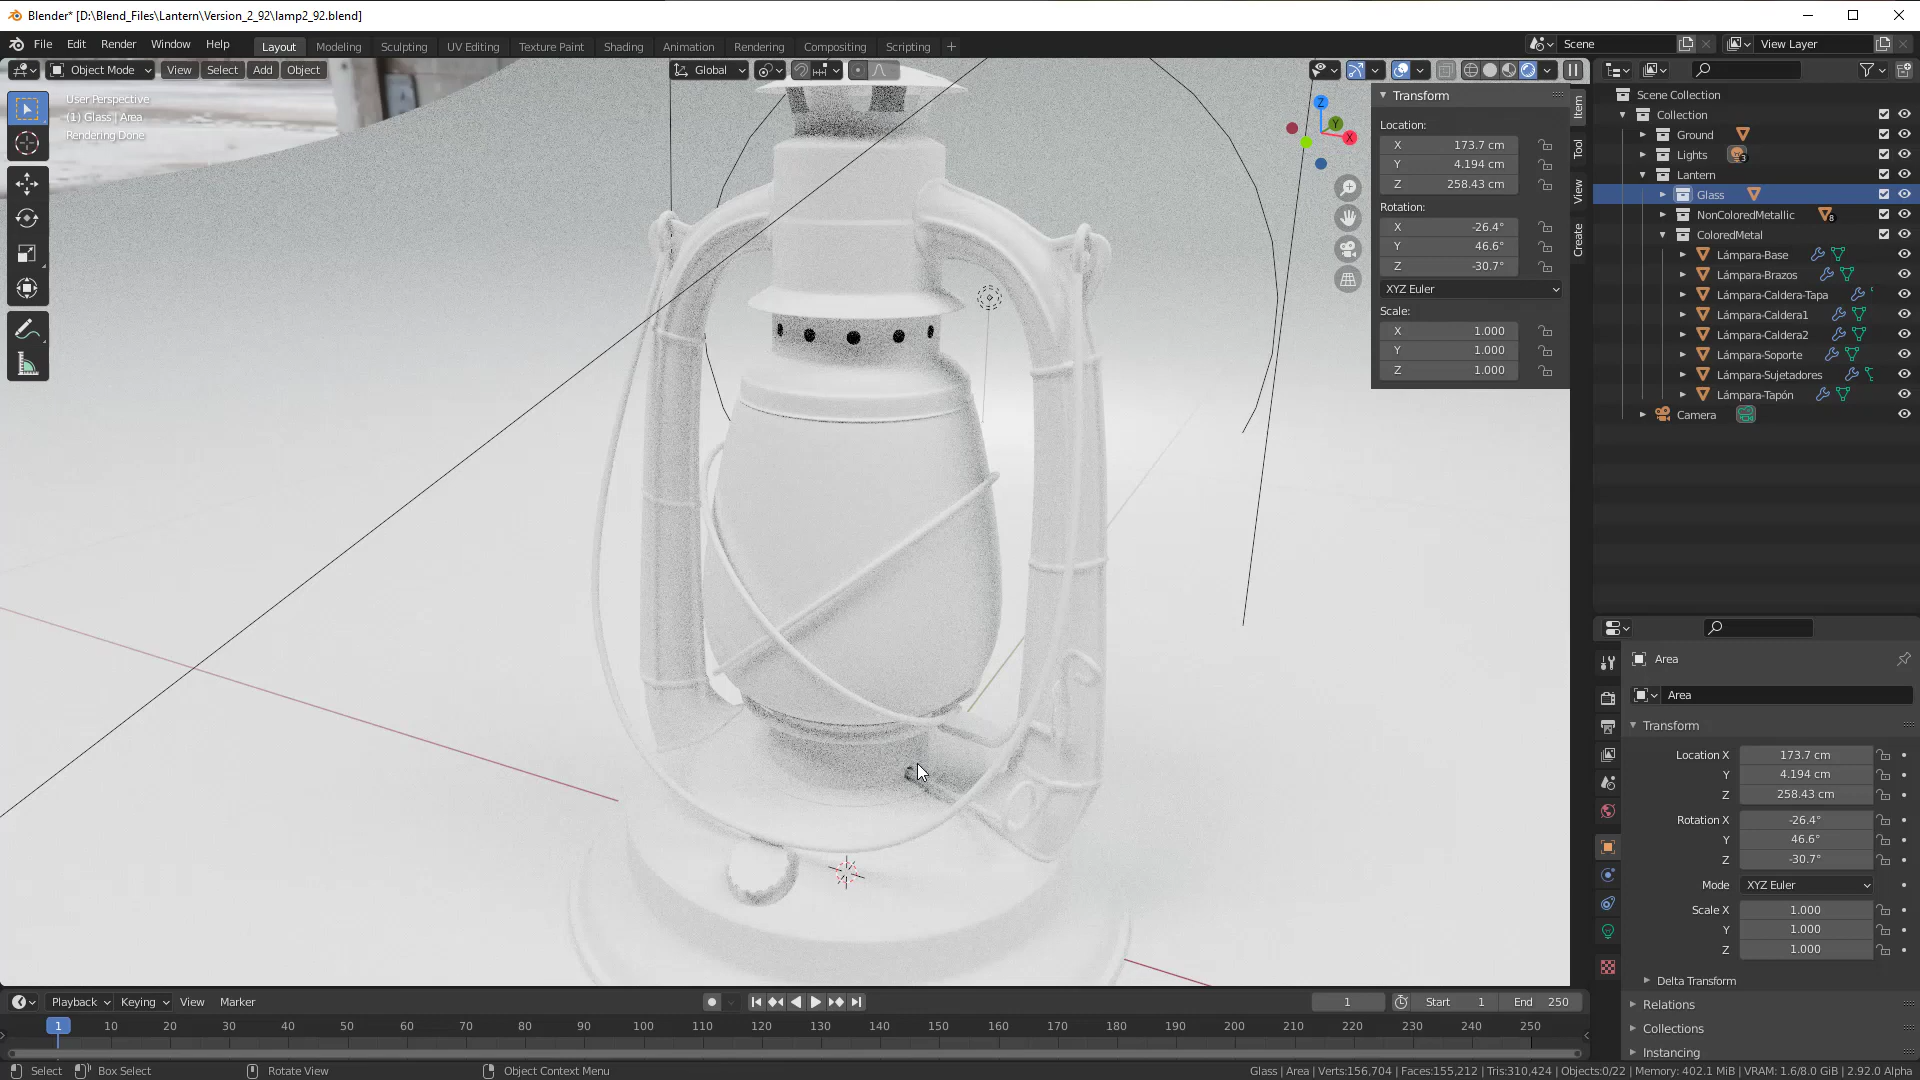 Blender* [D:\Blend_Files\Lantern\Version_2_92\lamp2_92.blend]
File Edit Render Window Help
Layout Modeling Sculpting UV Editing Texture Paint Shading Animation Rendering Compositing Scripting +
Scene
View Layer
Object Mode View Select Add Object
Global
User Perspective
(1) Glass | Area
Rendering Done
Z
Y
X
Transform
Location:
X 173.7 cm
Y 4.194 cm
Z 258.43 cm
Rotation:
X -26.4°
Y 46.6°
Z -30.7°
XYZ Euler
Scale:
X 1.000
Y 1.000
Z 1.000
Item
Tool
View
Create
Scene Collection
Collection
Ground
Lights 3
Lantern
Glass
NonColoredMetallic 8
ColoredMetal
Lámpara-Base
Lámpara-Brazos
Lámpara-Caldera-Tapa
Lámpara-Caldera1
Lámpara-Caldera2
Lámpara-Soporte
Lámpara-Sujetadores
Lámpara-Tapón
Camera
Area
Area
Transform
Location X 173.7 cm
Y 4.194 cm
Z 258.43 cm
Rotation X -26.4°
Y 46.6°
Z -30.7°
Mode XYZ Euler
Scale X 1.000
Y 1.000
Z 1.000
Delta Transform
Relations
Collections
Instancing
Playback Keying View Marker
1 Start 1 End 250
1 10 20 30 40 50 60 70 80 90 100 110 120 130 140 150 160 170 180 190 200 210 220 230 240 250
Select Box Select Rotate View Object Context Menu
Glass | Area | Verts:156,704 | Faces:155,212 | Tris:310,424 | Objects:0/22 | Memory: 402.1 MiB | VRAM: 1.6/8.0 GiB | 2.92.0 Alpha